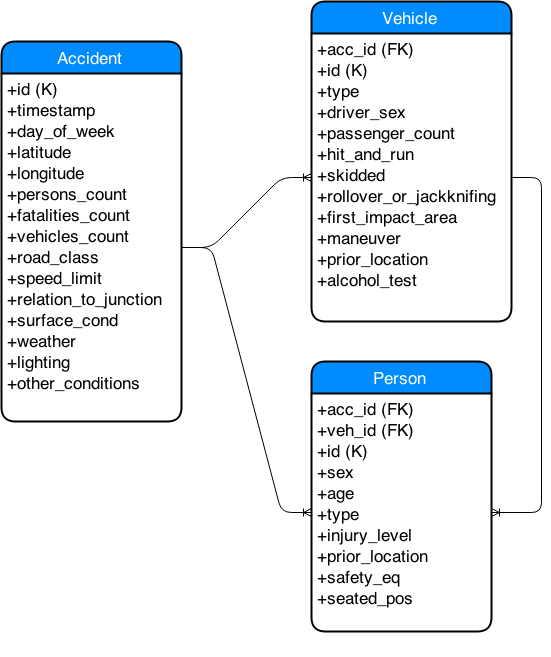 Accident
+id (K)
+timestamp
+day_of_week
+latitude
+longitude
+persons_count
+fatalities_count
+vehicles_count
+road_class
+speed_limit
+relation_to_junction
+surface_cond
+weather
+lighting
+other_conditions
Vehicle
+acc_id (FK)
+id (K)
+type
+driver_sex
+passenger_count
+hit_and_run
+skidded
+rollover_or_jackknifing
+first_impact_area
+maneuver
+prior_location
+alcohol_test
Person
+acc_id (FK)
+veh_id (FK)
+id (K)
+sex
+age
+type
+injury_level
+prior_location
+safety_eq
+seated_pos